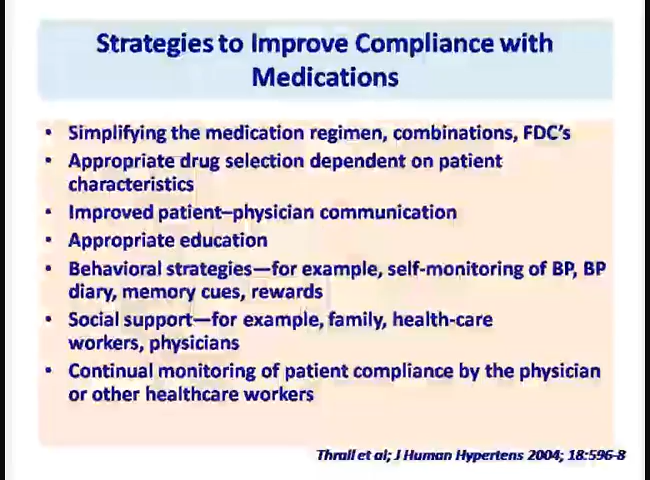 Strategies to Improve Compliance with
Medications
• Simplifying the medication regimen, combinations, FDC's
• Appropriate drug selection dependent on patient
characteristics
• Improved patient–physician communication
• Appropriate education
• Behavioral strategies—for example, self-monitoring of BP, BP
diary, memory cues, rewards
• Social support—for example, family, health-care
workers, physicians
• Continual monitoring of patient compliance by the physician
or other healthcare workers
Thrall et al; J Human Hypertens 2004; 18:596-8